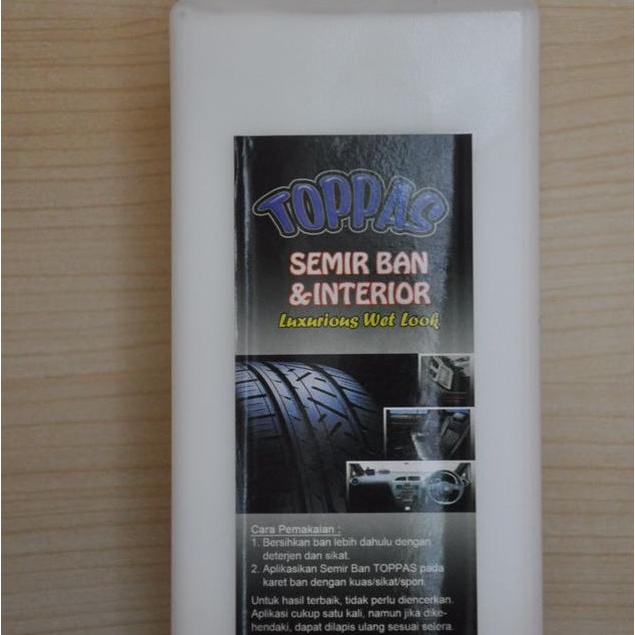 TOPPAS
SEMIR BAN
&INTERIOR
Luxurious Wet Look
Cara Pemakaian :
1. Bersihkan ban lebih dahulu dengan
deterjen dan sikat.
2. Aplikasikan Semir Ban TOPPAS pada
karet ban dengan kuas/sikat/spon.
Untuk hasil terbaik, tidak perlu diencerkan.
Aplikasi cukup satu kali, namun jika dike-
hendaki, dapat dilapis ulang sesuai selera.